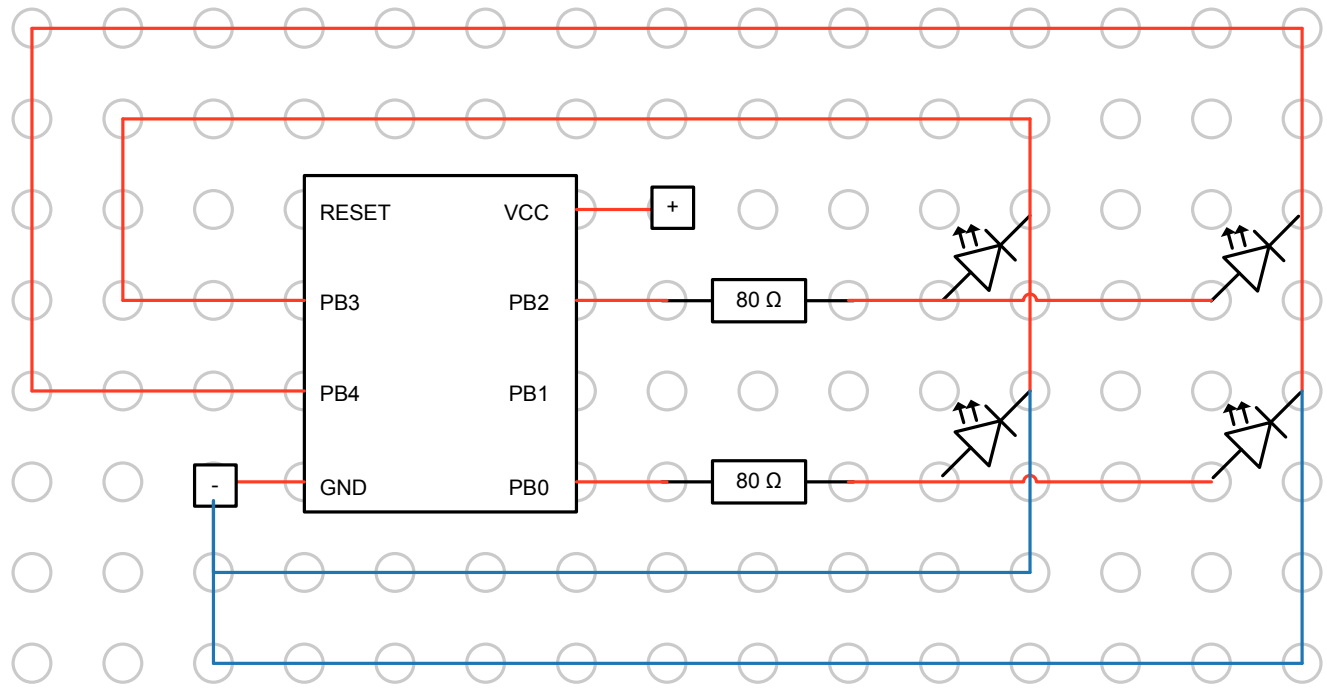 RESET VCC +
PB3 PB2 80 Ω
PB4 PB1
- GND PB0 80 Ω